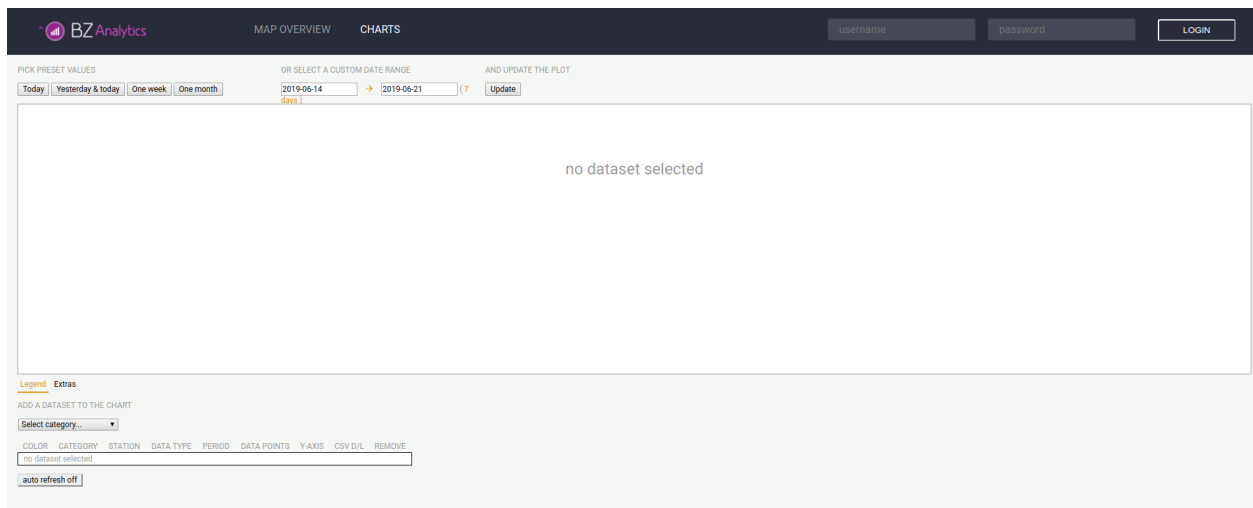 BZ Analytics MAP OVERVIEW CHARTS username password LOGIN
PICK PRESET VALUES OR SELECT A CUSTOM DATE RANGE AND UPDATE THE PLOT
Today Yesterday & today One week One month 2019-06-14 → 2019-06-21 (7 Update
days )
no dataset selected
Legend Extras
ADD A DATASET TO THE CHART
Select category...
COLOR CATEGORY STATION DATA TYPE PERIOD DATA POINTS Y-AXIS CSV D/L REMOVE
no dataset selected
auto refresh off